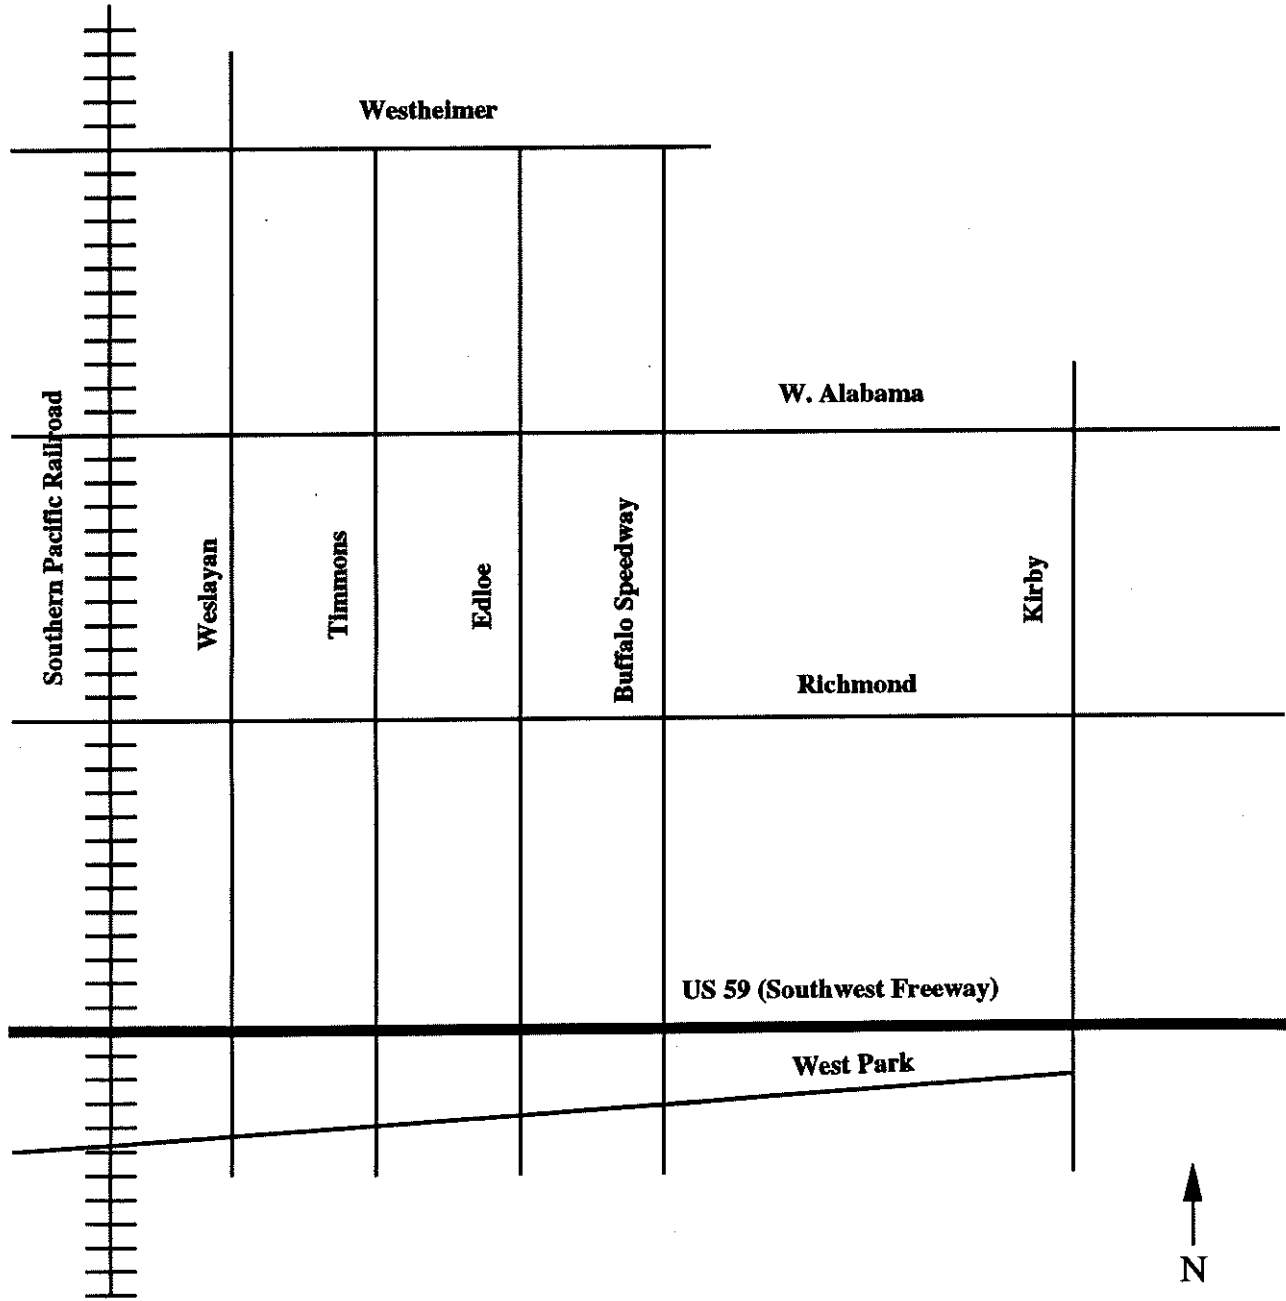 Westheimer
W. Alabama
Southern Pacific Railroad
Weslayan
Timmons
Edloe
Buffalo Speedway
Kirby
Richmond
US 59 (Southwest Freeway)
West Park
N